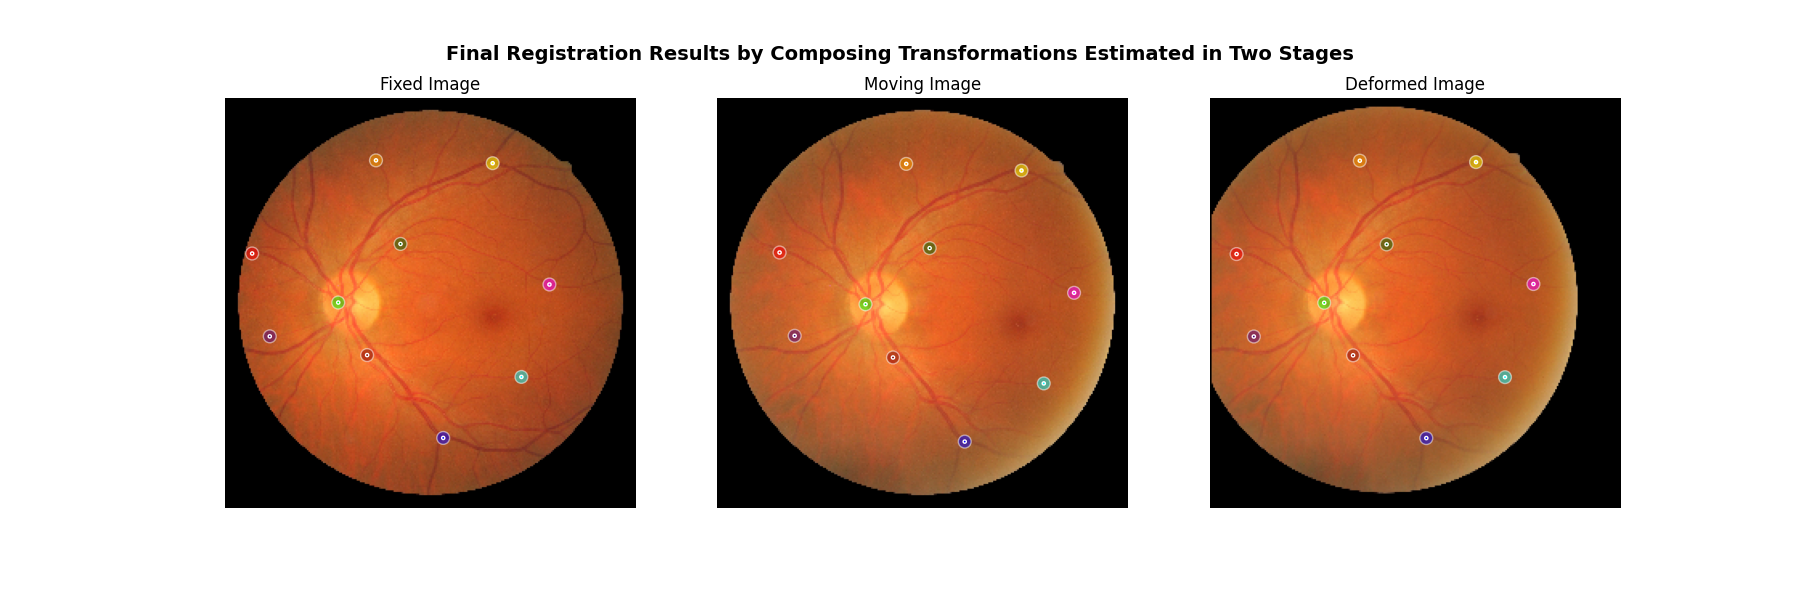 Final Registration Results by Composing Transformations Estimated in Two Stages
Fixed Image
Moving Image
Deformed Image